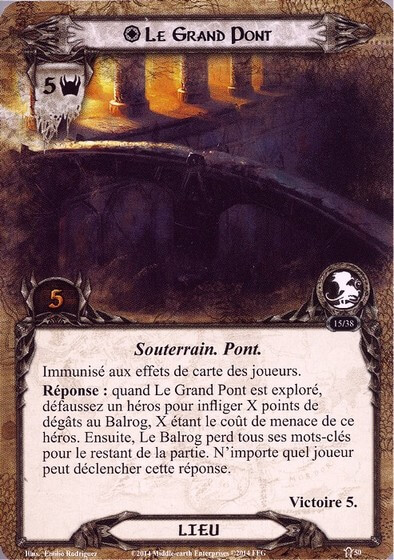 Le Grand Pont
5
5
15/38
Souterrain. Pont.
Immunisé aux effets de carte des joueurs.
Réponse : quand Le Grand Pont est exploré,
défaussez un héros pour infliger X points de
dégâts au Balrog, X étant le coût de menace de ce
héros. Ensuite, Le Balrog perd tous ses mots-clés
pour le restant de la partie. N'importe quel joueur
peut déclencher cette réponse.
Victoire 5.
LIEU
Illus. Emilio Rodriguez ©2014 Middle-earth Enterprises ©2014 FFG 50